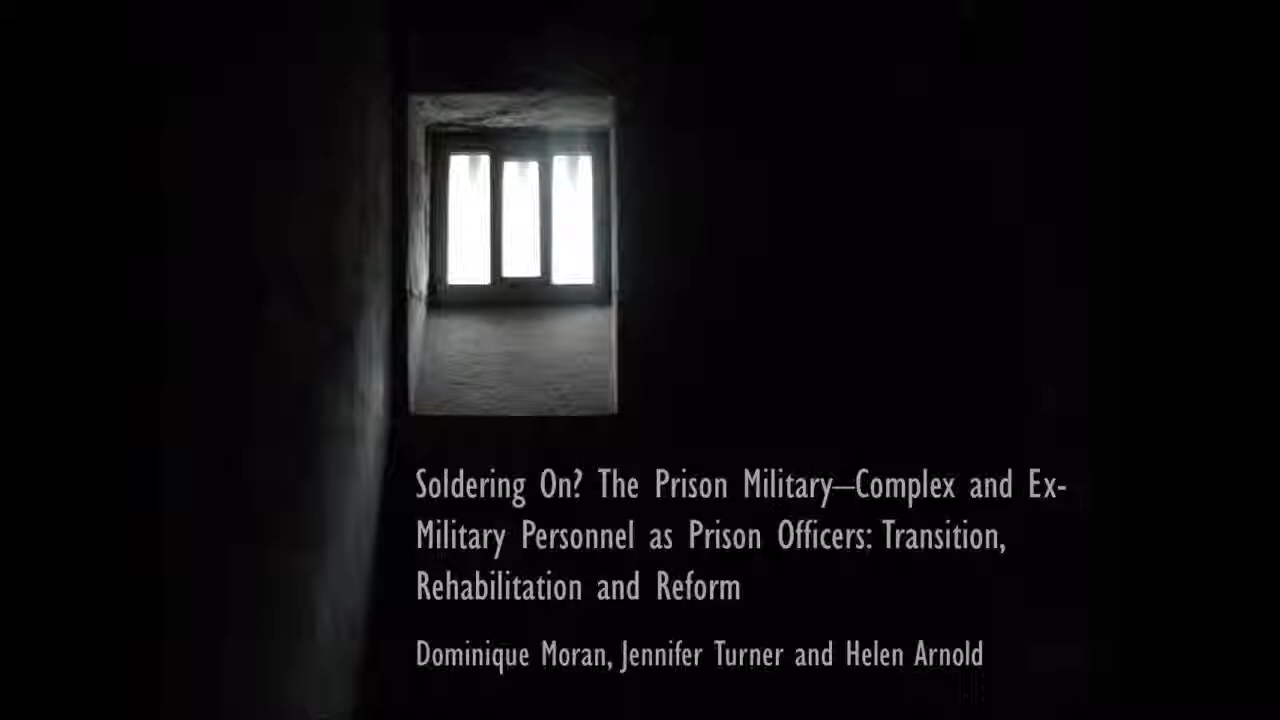 Soldering On? The Prison Military–Complex and Ex-
Military Personnel as Prison Officers: Transition,
Rehabilitation and Reform
Dominique Moran, Jennifer Turner and Helen Arnold